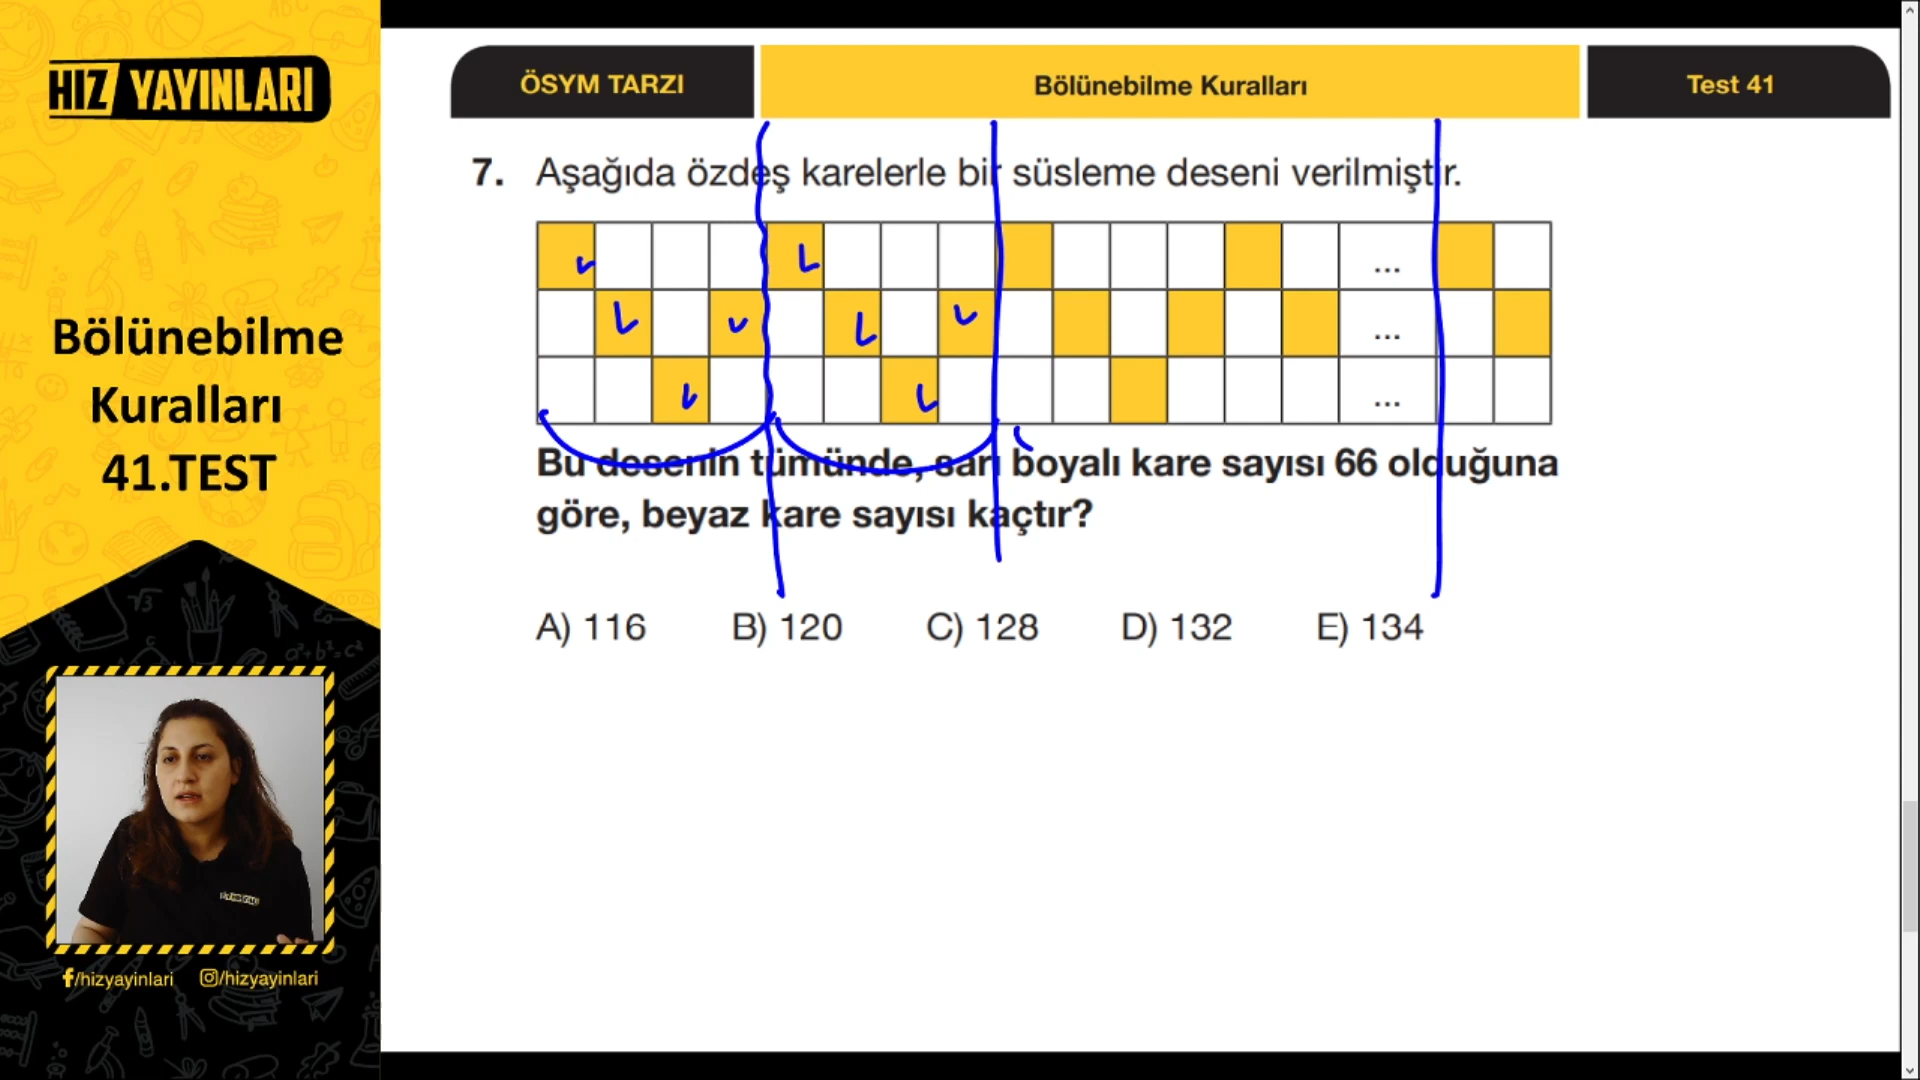 HIZ YAYINLARI
Bölünebilme
Kuralları
41.TEST
f/hizyayinlari /hizyayinlari
ÖSYM TARZI
Bölünebilme Kuralları
Test 41
7. Aşağıda özdeş karelerle bir süsleme deseni verilmiştir.
...
...
...
Bu desenin tümünde, sarı boyalı kare sayısı 66 olduğuna
göre, beyaz kare sayısı kaçtır?
A) 116 B) 120 C) 128 D) 132 E) 134